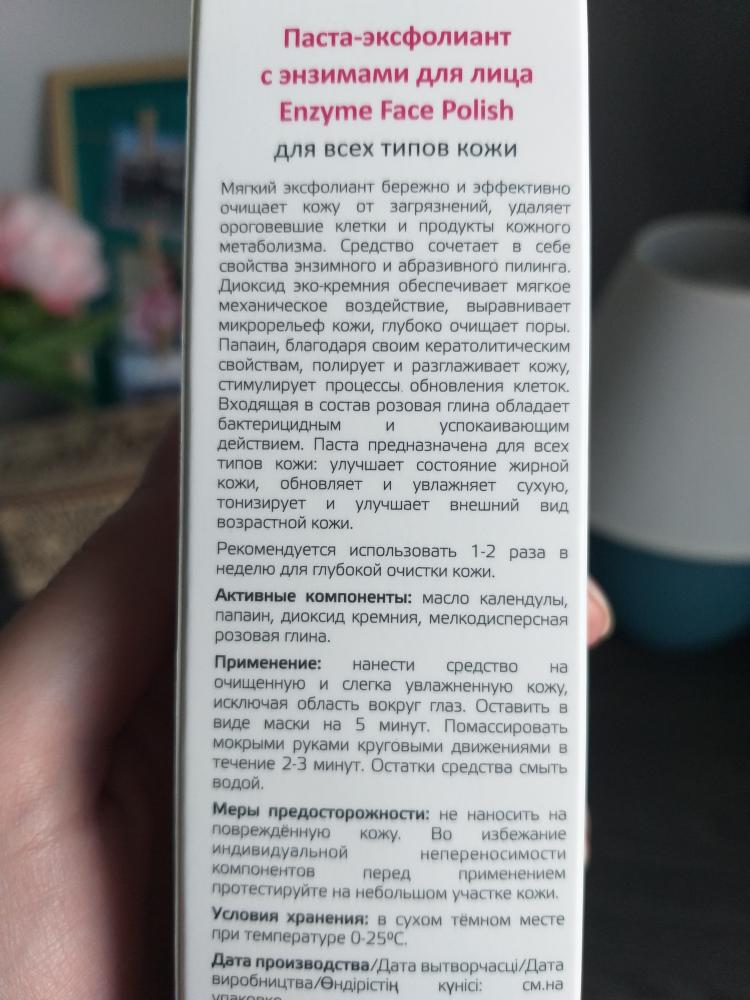 Паста-эксфолиант
с энзимами для лица
Enzyme Face Polish
для всех типов кожи
Мягкий эксфолиант бережно и эффективно
очищает кожу от загрязнений, удаляет
ороговевшие клетки и продукты кожного
метаболизма. Средство сочетает в себе
свойства энзимного и абразивного пилинга.
Диоксид эко-кремния обеспечивает мягкое
механическое воздействие, выравнивает
микрорельеф кожи, глубоко очищает поры.
Папаин, благодаря своим кератолитическим
свойствам, полирует и разглаживает кожу,
стимулирует процессы обновления клеток.
Входящая в состав розовая глина обладает
бактерицидным и успокаивающим
действием. Паста предназначена для всех
типов кожи: улучшает состояние жирной
кожи, обновляет и увлажняет сухую,
тонизирует и улучшает внешний вид
возрастной кожи.
Рекомендуется использовать 1-2 раза в
неделю для глубокой очистки кожи.
Активные компоненты: масло календулы,
папаин, диоксид кремния, мелкодисперсная
розовая глина.
Применение: нанести средство на
очищенную и слегка увлажненную кожу,
исключая область вокруг глаз. Оставить в
виде маски на 5 минут. Помассировать
мокрыми руками круговыми движениями в
течение 2-3 минут. Остатки средства смыть
водой.
Меры предосторожности: не наносить на
повреждённую кожу. Во избежание
индивидуальной непереносимости
компонентов перед применением
протестируйте на небольшом участке кожи.
Условия хранения: в сухом тёмном месте
при температуре 0-25ºС.
Дата производства/Дата вытворчасці/Дата
виробництва/Өндірістің күнісі: см.на
упаковке